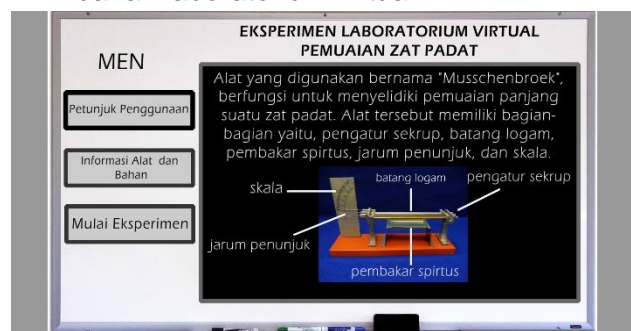 EKSPERIMEN LABORATORIUM VIRTUAL
PEMUAIAN ZAT PADAT
MEN
Petunjuk Penggunaan
Informasi Alat dan
Bahan
Mulai Eksperimen
Alat yang digunakan bernama "Musschenbroek",
berfungsi untuk menyelidiki pemuaian panjang
suatu zat padat. Alat tersebut memiliki bagian-
bagian yaitu, pengatur sekrup, batang logam,
pembakar spirtus, jarum penunjuk, dan skala.
skala
batang logam
pengatur sekrup
jarum penunjuk
pembakar spirtus